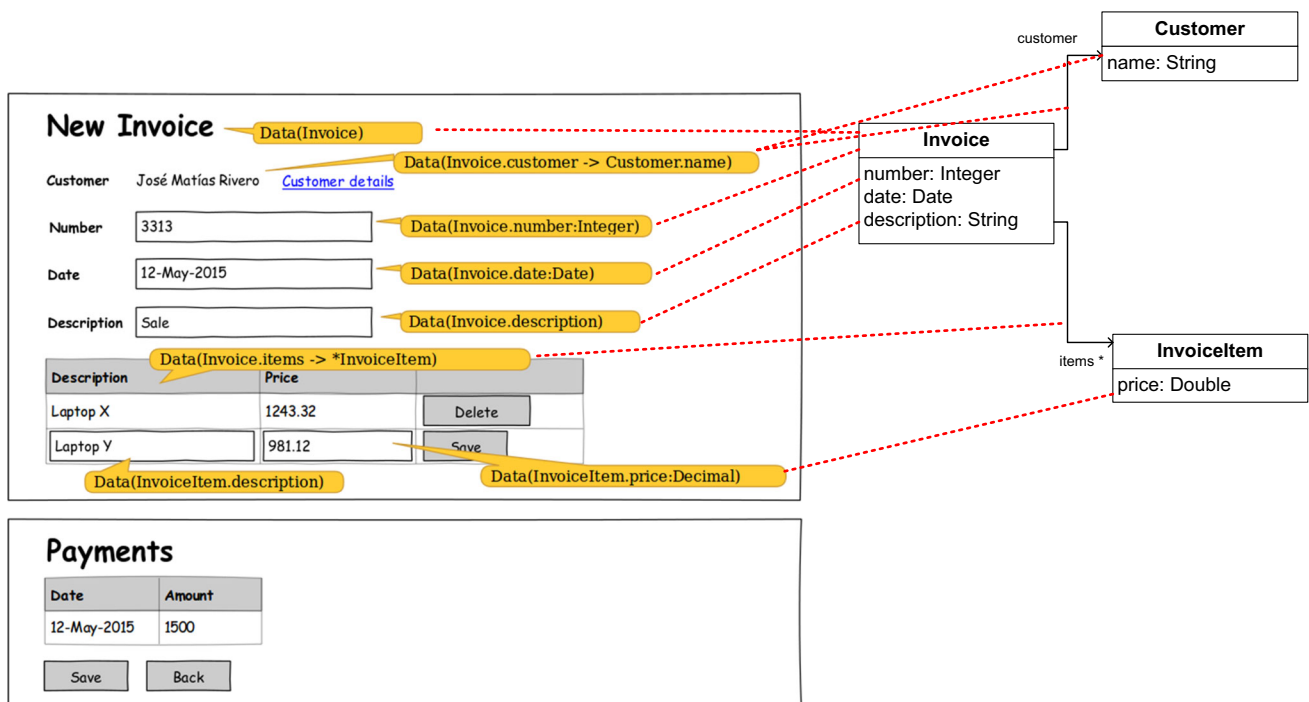 customer
Customer
name: String
New Invoice
Data(Invoice)
Invoice
number: Integer
date: Date
description: String
Data(Invoice.customer -> Customer.name)
Customer José Matías Rivero Customer details
Number 3313
Data(Invoice.number:Integer)
Date 12-May-2015
Data(Invoice.date:Date)
Description Sale
Data(Invoice.description)
Data(Invoice.items -> *InvoiceItem)
items *
InvoiceItem
price: Double
Description Price
Laptop X 1243.32 Delete
Laptop Y 981.12 Save
Data(InvoiceItem.description)
Data(InvoiceItem.price:Decimal)
Payments
Date Amount
12-May-2015 1500
Save Back